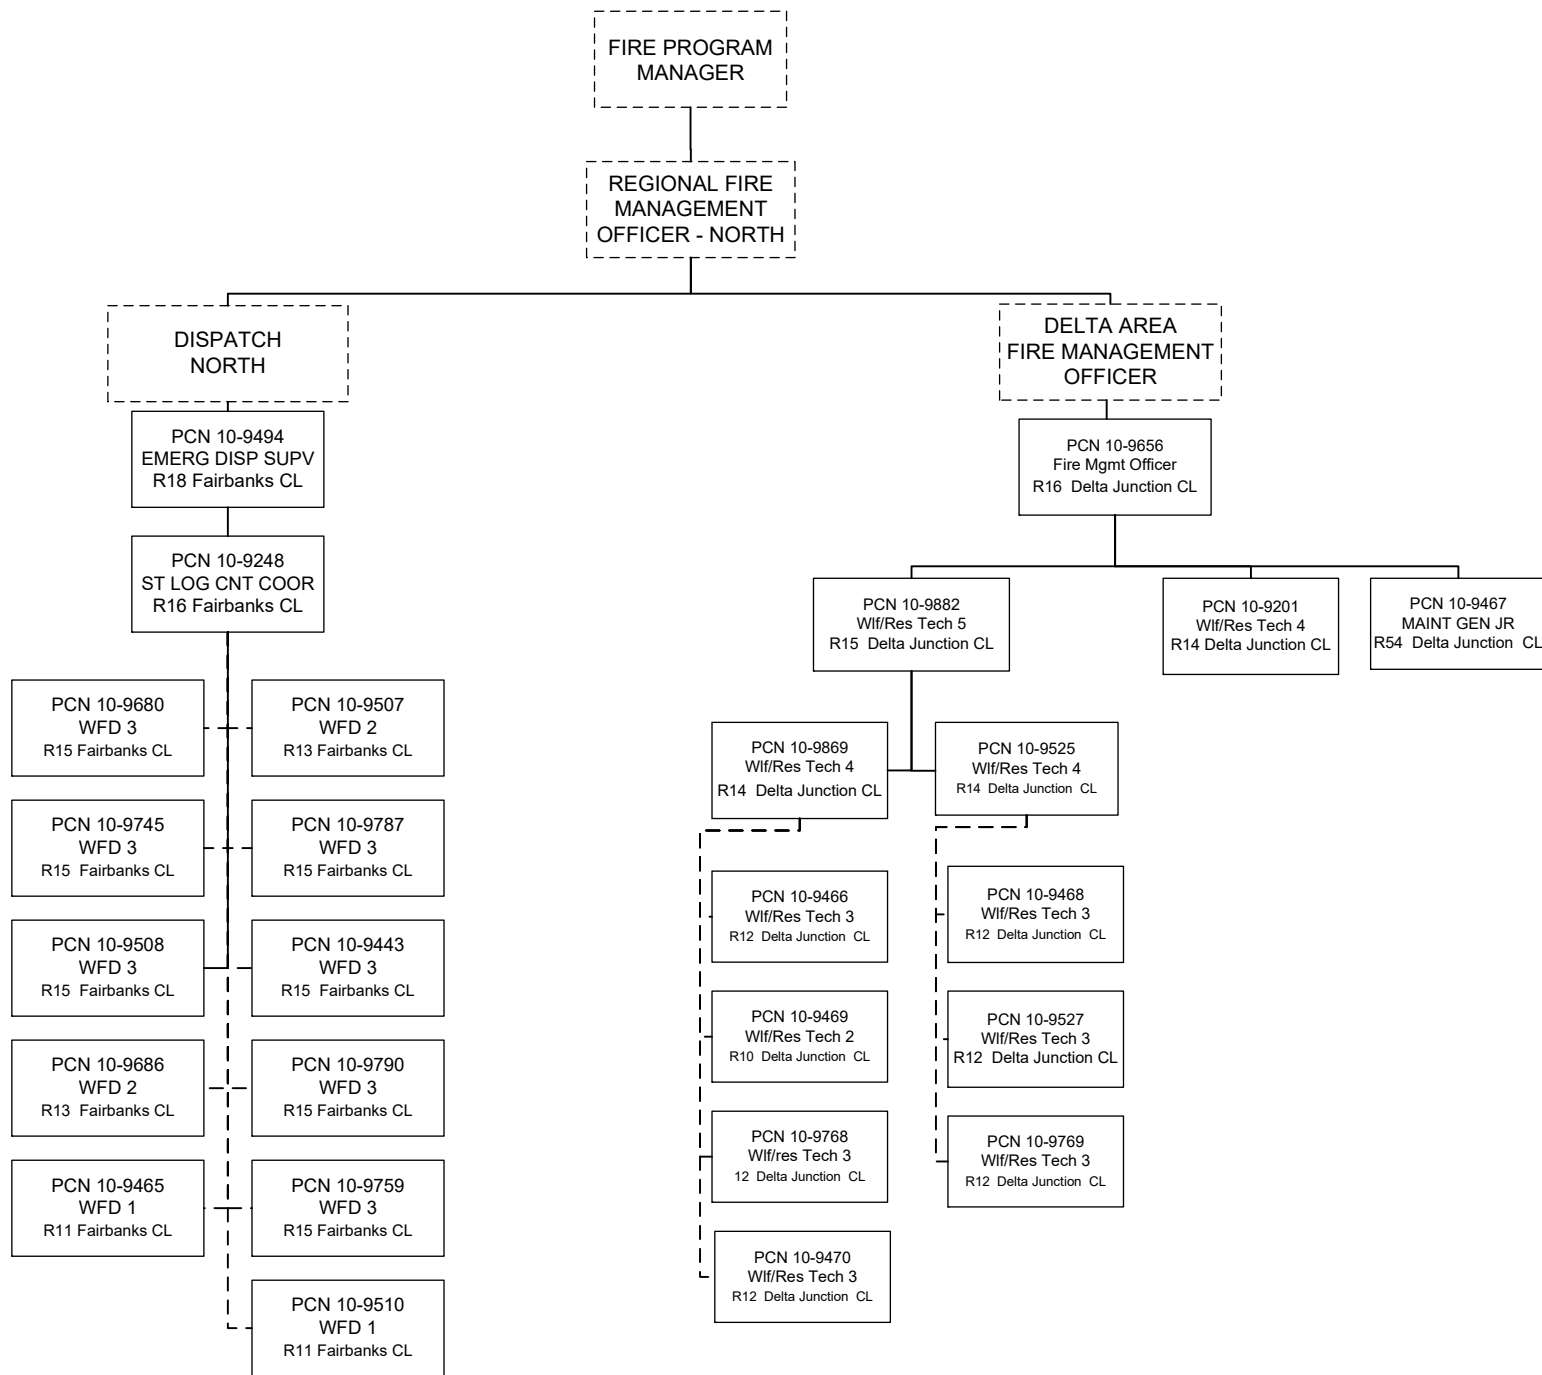 FIRE PROGRAM
MANAGER
REGIONAL FIRE
MANAGEMENT
OFFICER - NORTH
DISPATCH
NORTH
DELTA AREA
FIRE MANAGEMENT
OFFICER
PCN 10-9494
EMERG DISP SUPV
R18 Fairbanks CL
PCN 10-9656
Fire Mgmt Officer
R16 Delta Junction CL
PCN 10-9248
ST LOG CNT COOR
R16 Fairbanks CL
PCN 10-9882
Wlf/Res Tech 5
R15 Delta Junction CL
PCN 10-9201
Wlf/Res Tech 4
R14 Delta Junction CL
PCN 10-9467
MAINT GEN JR
R54 Delta Junction CL
PCN 10-9680
WFD 3
R15 Fairbanks CL
PCN 10-9507
WFD 2
R13 Fairbanks CL
PCN 10-9869
Wlf/Res Tech 4
R14 Delta Junction CL
PCN 10-9525
Wlf/Res Tech 4
R14 Delta Junction CL
PCN 10-9745
WFD 3
R15 Fairbanks CL
PCN 10-9787
WFD 3
R15 Fairbanks CL
PCN 10-9466
Wlf/Res Tech 3
R12 Delta Junction CL
PCN 10-9468
Wlf/Res Tech 3
R12 Delta Junction CL
PCN 10-9508
WFD 3
R15 Fairbanks CL
PCN 10-9443
WFD 3
R15 Fairbanks CL
PCN 10-9469
Wlf/Res Tech 2
R10 Delta Junction CL
PCN 10-9527
Wlf/Res Tech 3
R12 Delta Junction CL
PCN 10-9686
WFD 2
R13 Fairbanks CL
PCN 10-9790
WFD 3
R15 Fairbanks CL
PCN 10-9768
Wlf/res Tech 3
12 Delta Junction CL
PCN 10-9769
Wlf/Res Tech 3
R12 Delta Junction CL
PCN 10-9465
WFD 1
R11 Fairbanks CL
PCN 10-9759
WFD 3
R15 Fairbanks CL
PCN 10-9470
Wlf/Res Tech 3
R12 Delta Junction CL
PCN 10-9510
WFD 1
R11 Fairbanks CL